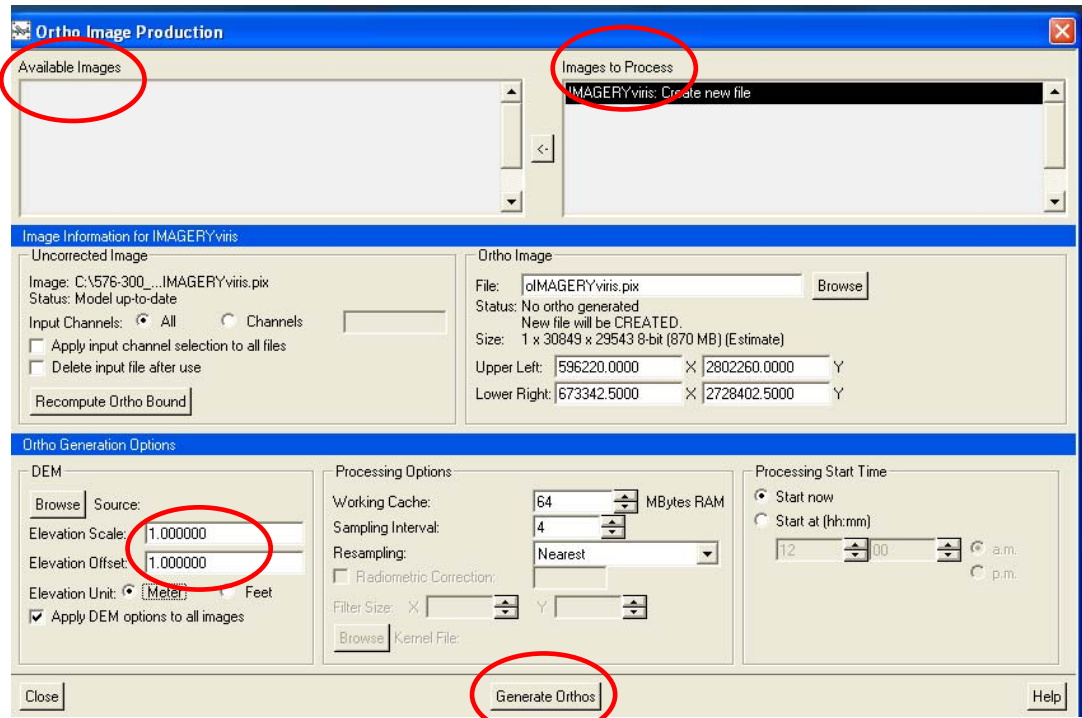 Ortho Image Production
Available Images
Images to Process
IMAGERYviris: Create new file
<-
Image Information for IMAGERYviris
Uncorrected Image
Image: C:\576-300_...IMAGERYviris.pix
Status: Model up-to-date
Input Channels: All Channels
Apply input channel selection to all files
Delete input file after use
Recompute Ortho Bound
Ortho Image
File: oIMAGERYviris.pix Browse
Status: No ortho generated
New file will be CREATED.
Size: 1 x 30849 x 29543 8-bit (870 MB) (Estimate)
Upper Left: 596220.0000 X 2802260.0000 Y
Lower Right: 673342.5000 X 2728402.5000 Y
Ortho Generation Options
DEM
Browse Source:
Elevation Scale: 1.000000
Elevation Offset: 1.000000
Elevation Unit: Meter Feet
Apply DEM options to all images
Processing Options
Working Cache: 64 MBytes RAM
Sampling Interval: 4
Resampling: Nearest
Radiometric Correction:
Filter Size: X Y
Browse Kernel File:
Processing Start Time
Start now
Start at (hh:mm)
12 :00 a.m.
p.m.
Close
Generate Orthos
Help